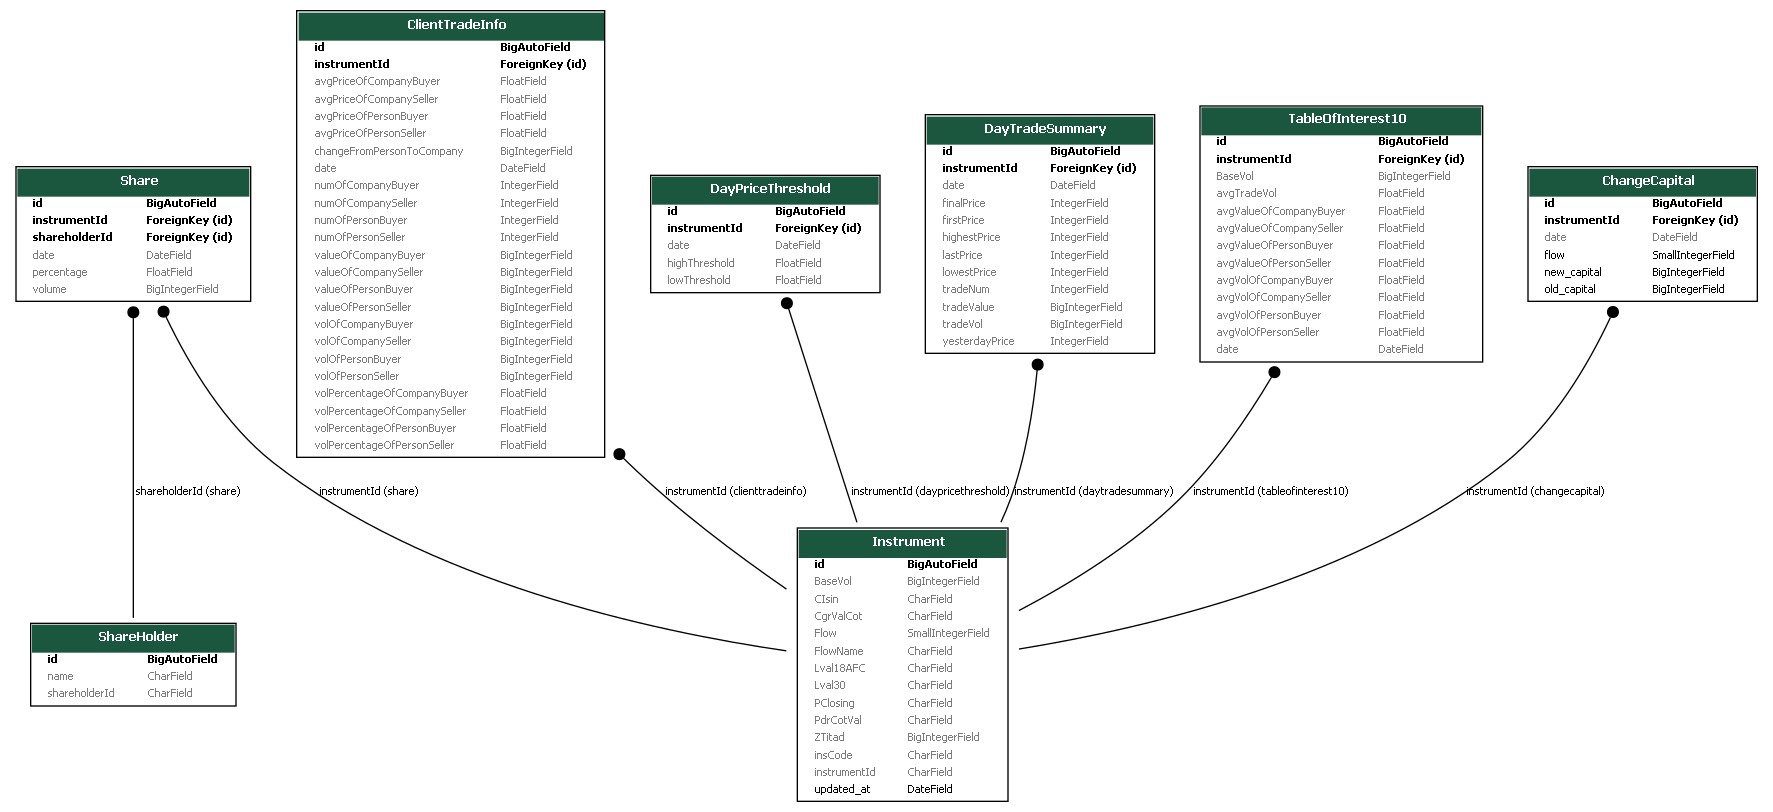 ClientTradeInfo
id BigAutoField
instrumentId ForeignKey (id)
avgPriceOfCompanyBuyer FloatField
avgPriceOfCompanySeller FloatField
avgPriceOfPersonBuyer FloatField
avgPriceOfPersonSeller FloatField
changeFromPersonToCompany BigIntegerField
date DateField
numOfCompanyBuyer IntegerField
numOfCompanySeller IntegerField
numOfPersonBuyer IntegerField
numOfPersonSeller IntegerField
valueOfCompanyBuyer BigIntegerField
valueOfCompanySeller BigIntegerField
valueOfPersonBuyer BigIntegerField
valueOfPersonSeller BigIntegerField
volOfCompanyBuyer BigIntegerField
volOfCompanySeller BigIntegerField
volOfPersonBuyer BigIntegerField
volOfPersonSeller BigIntegerField
volPercentageOfCompanyBuyer FloatField
volPercentageOfCompanySeller FloatField
volPercentageOfPersonBuyer FloatField
volPercentageOfPersonSeller FloatField
Share
id BigAutoField
instrumentId ForeignKey (id)
shareholderId ForeignKey (id)
date DateField
percentage FloatField
volume BigIntegerField
DayPriceThreshold
id BigAutoField
instrumentId ForeignKey (id)
date DateField
highThreshold FloatField
lowThreshold FloatField
DayTradeSummary
id BigAutoField
instrumentId ForeignKey (id)
date DateField
finalPrice IntegerField
firstPrice IntegerField
highestPrice IntegerField
lastPrice IntegerField
lowestPrice IntegerField
tradeNum IntegerField
tradeValue BigIntegerField
tradeVol BigIntegerField
yesterdayPrice IntegerField
TableOfInterest10
id BigAutoField
instrumentId ForeignKey (id)
BaseVol BigIntegerField
avgTradeVol FloatField
avgValueOfCompanyBuyer FloatField
avgValueOfCompanySeller FloatField
avgValueOfPersonBuyer FloatField
avgValueOfPersonSeller FloatField
avgVolOfCompanyBuyer FloatField
avgVolOfCompanySeller FloatField
avgVolOfPersonBuyer FloatField
avgVolOfPersonSeller FloatField
date DateField
ChangeCapital
id BigAutoField
instrumentId ForeignKey (id)
date DateField
flow SmallIntegerField
new_capital BigIntegerField
old_capital BigIntegerField
shareholderId (share)
instrumentId (share)
instrumentId (clienttradeinfo)
instrumentId (daypricethreshold)
instrumentId (daytradesummary)
instrumentId (tableofinterest10)
instrumentId (changecapital)
ShareHolder
id BigAutoField
name CharField
shareholderId CharField
Instrument
id BigAutoField
BaseVol BigIntegerField
CIsin CharField
CgrValCot CharField
Flow SmallIntegerField
FlowName CharField
Lval18AFC CharField
Lval30 CharField
PClosing CharField
PdrCotVal CharField
ZTitad BigIntegerField
insCode CharField
instrumentId CharField
updated_at DateField